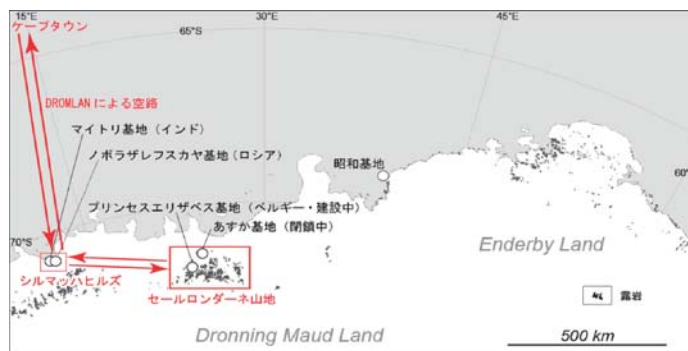 15°E
30°E
45°E
ケープタウン
65°S
DROMLANによる空路
マイトリ基地（インド）
ノボラザレフスカヤ基地（ロシア）
昭和基地
60°
プリンセスエリザベス基地（ベルギー・建設中）
あすか基地（閉鎖中）
70°S
Enderby Land
シルマッハヒルズ
セールロンダーネ山地
露岩
Dronning Maud Land
500 km